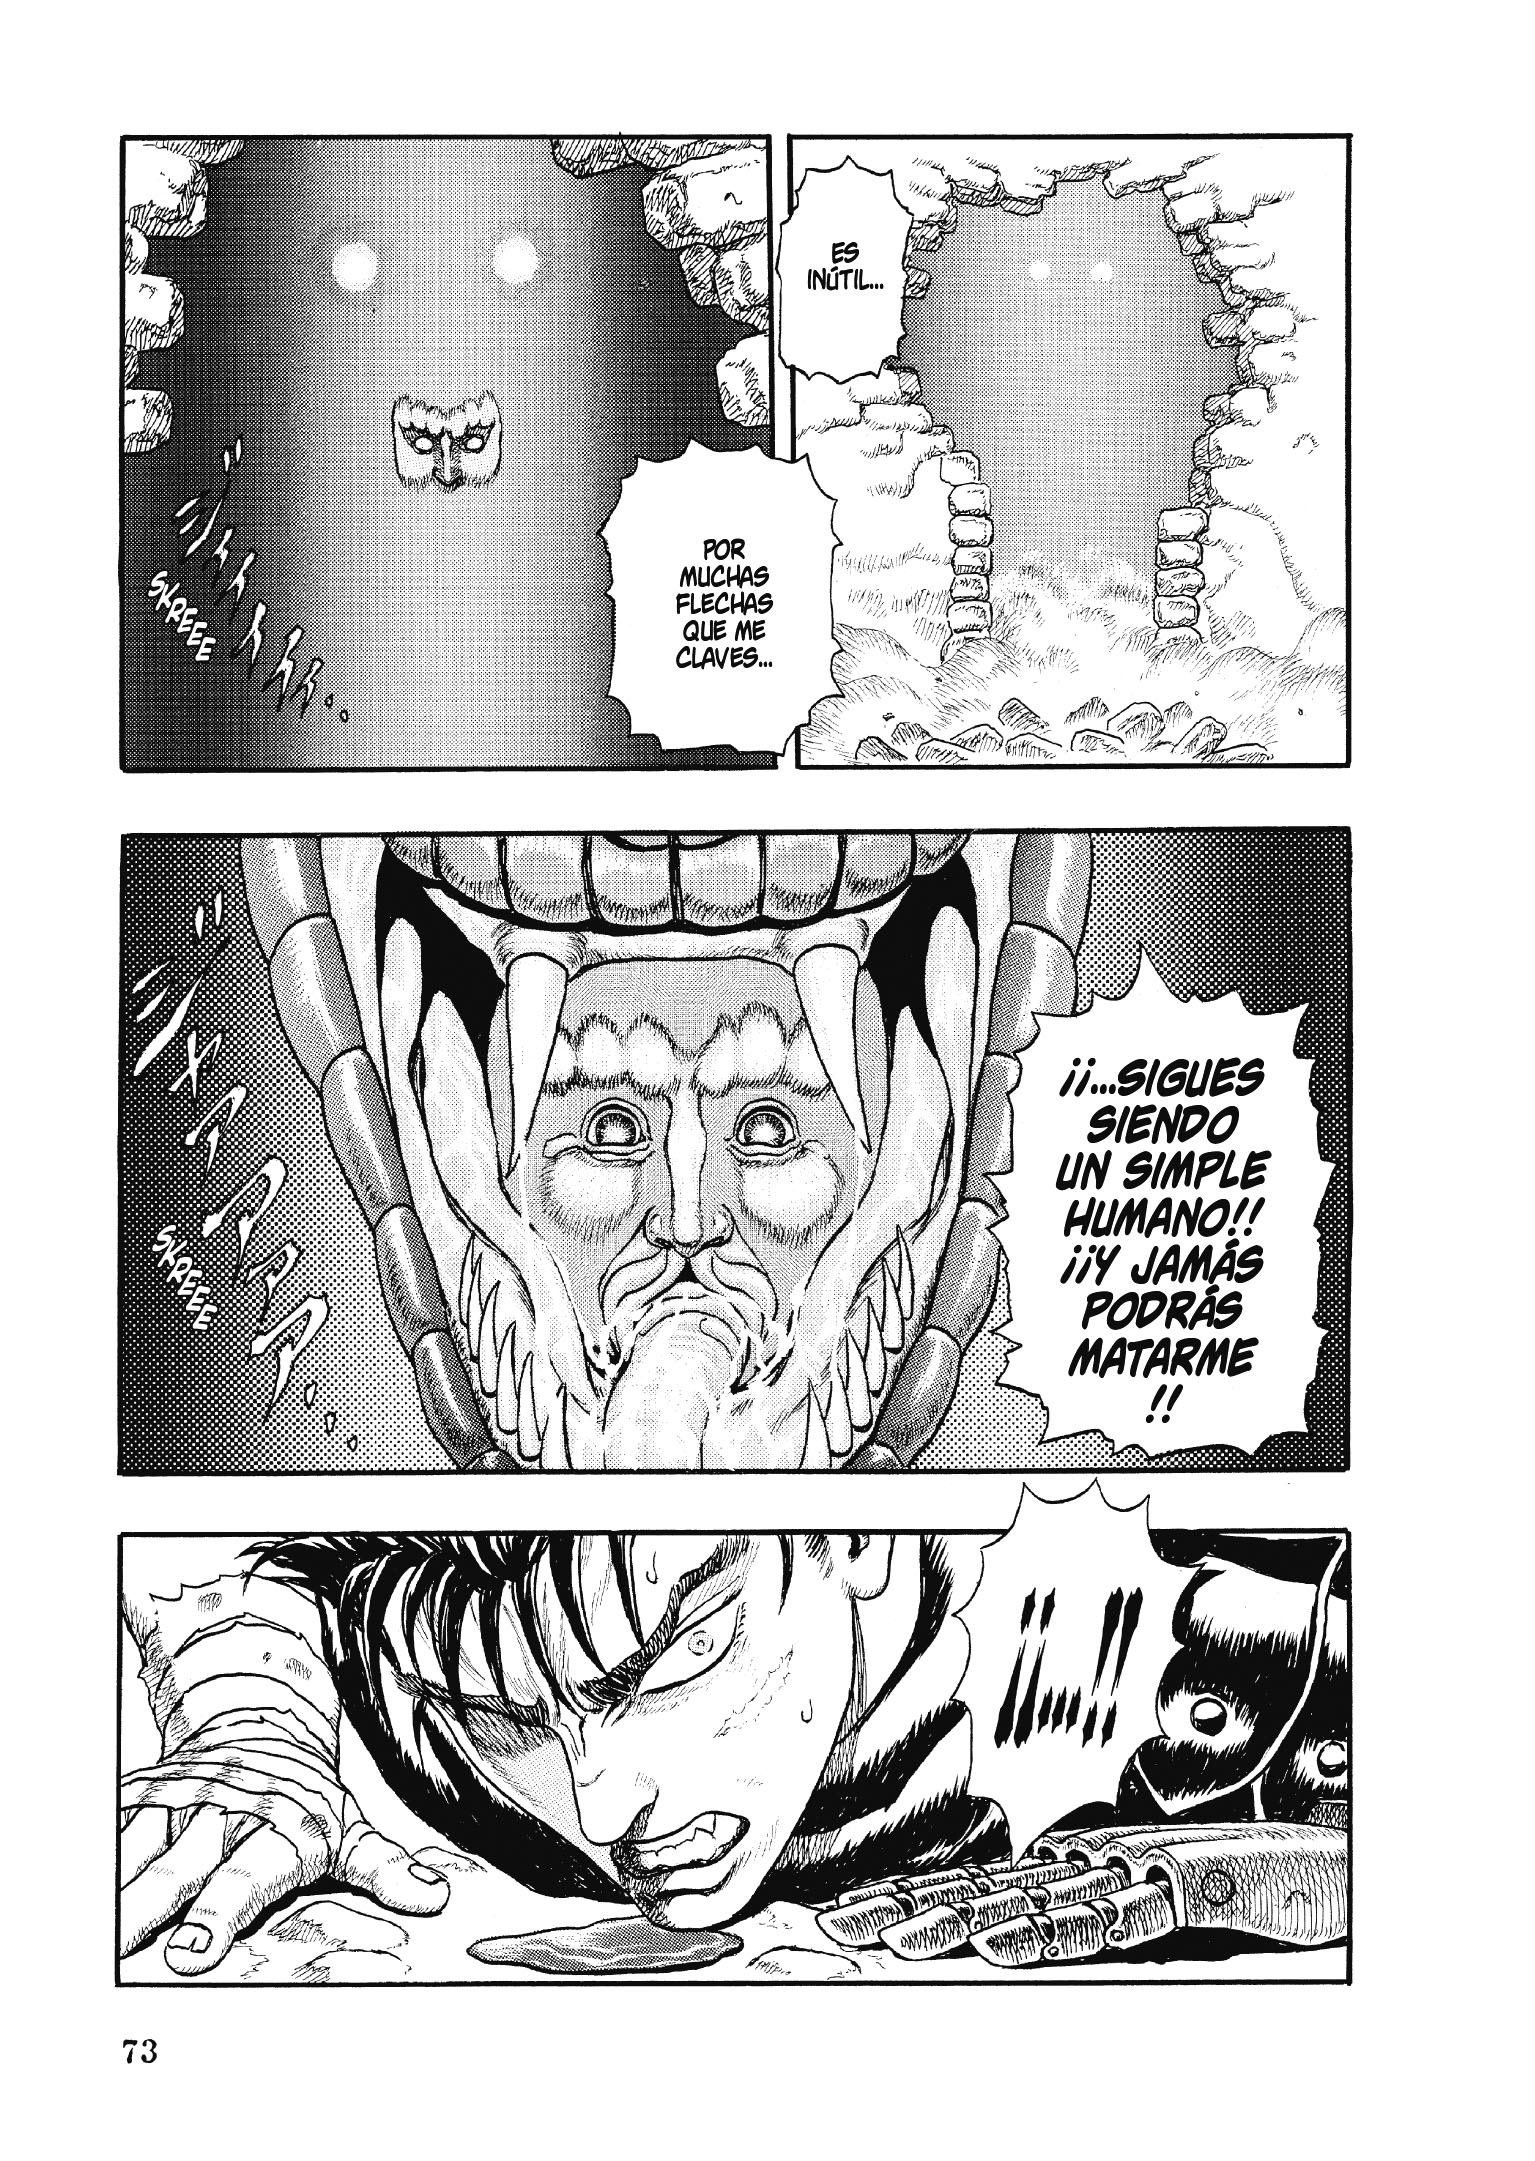 ES
INÚTIL...
POR
MUCHAS
FLECHAS
QUE ME
CLAVES...
SKREEE
¡¡...SIGUES
SIENDO
UN SIMPLE
HUMANO!!
¡¡Y JAMÁS
PODRÁS
MATARME
!!
SKREEE
¡¡...!!
¡¡...!!
73